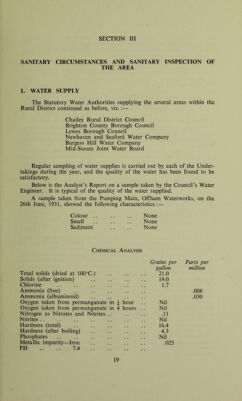 SECTION III
SANITARY CIRCUMSTANCES AND SANITARY INSPECTION OF
THE AREA
1. WATER SUPPLY
The Statutory Water Authorities supplying the several areas within the
Rural District continued as before, viz. :—
Chailey Rural District Council
Brighton County Borough Council
Lewes Borough Council
Newhaven and Seaford Water Company
Burgess Hill Water Company
Mid-Sussex Joint Water Board
Regular sampling of water supplies is carried out by each of the Under-
takings during the year, and the quality of the water has been found to be
satisfactory.
Below is the Analyst's Report on a sample taken by the Council's Water
Engineer. It is typical of the quality of the water supplied.
A sample taken from the Pumping Main, Offham Waterworks, on the
26th June, 1951, showed the following characteristics :—
Colour .. .. .. None
Smell .. .. .. None
Sediment .. .. None
CHEMICAL ANALYSIS
Grains per Parts per
gallon million
Total solids (dried at 100°C.) .. .. .. 21.0
Solids (after ignition) .. .. .. .. 19.0
Chlorine .. .. .. .. .. 1.7
Ammonia (free) .. .. .. .. .. .006
Ammonia (albuminoid) .. .. .. .. .030
Oxygen taken from permanganate in ½ hour .. Nil
Oxygen taken from permanganate in 4 hours .. Nil
Nitrogen as Nitrates and Nitrites .. .. .. .11
Nitrites .. .. .. .. .. .. Nil
Hardness (total) .. .. .. .. .. 16.4
Hardness (after boiling) .. .. .. .. 4.3
Phosphates .. .. .. .. .. .. Nil
Metallic impurity—Iron .. .. .. .025
PH .. .. 7.4 .. .. .. ..
19